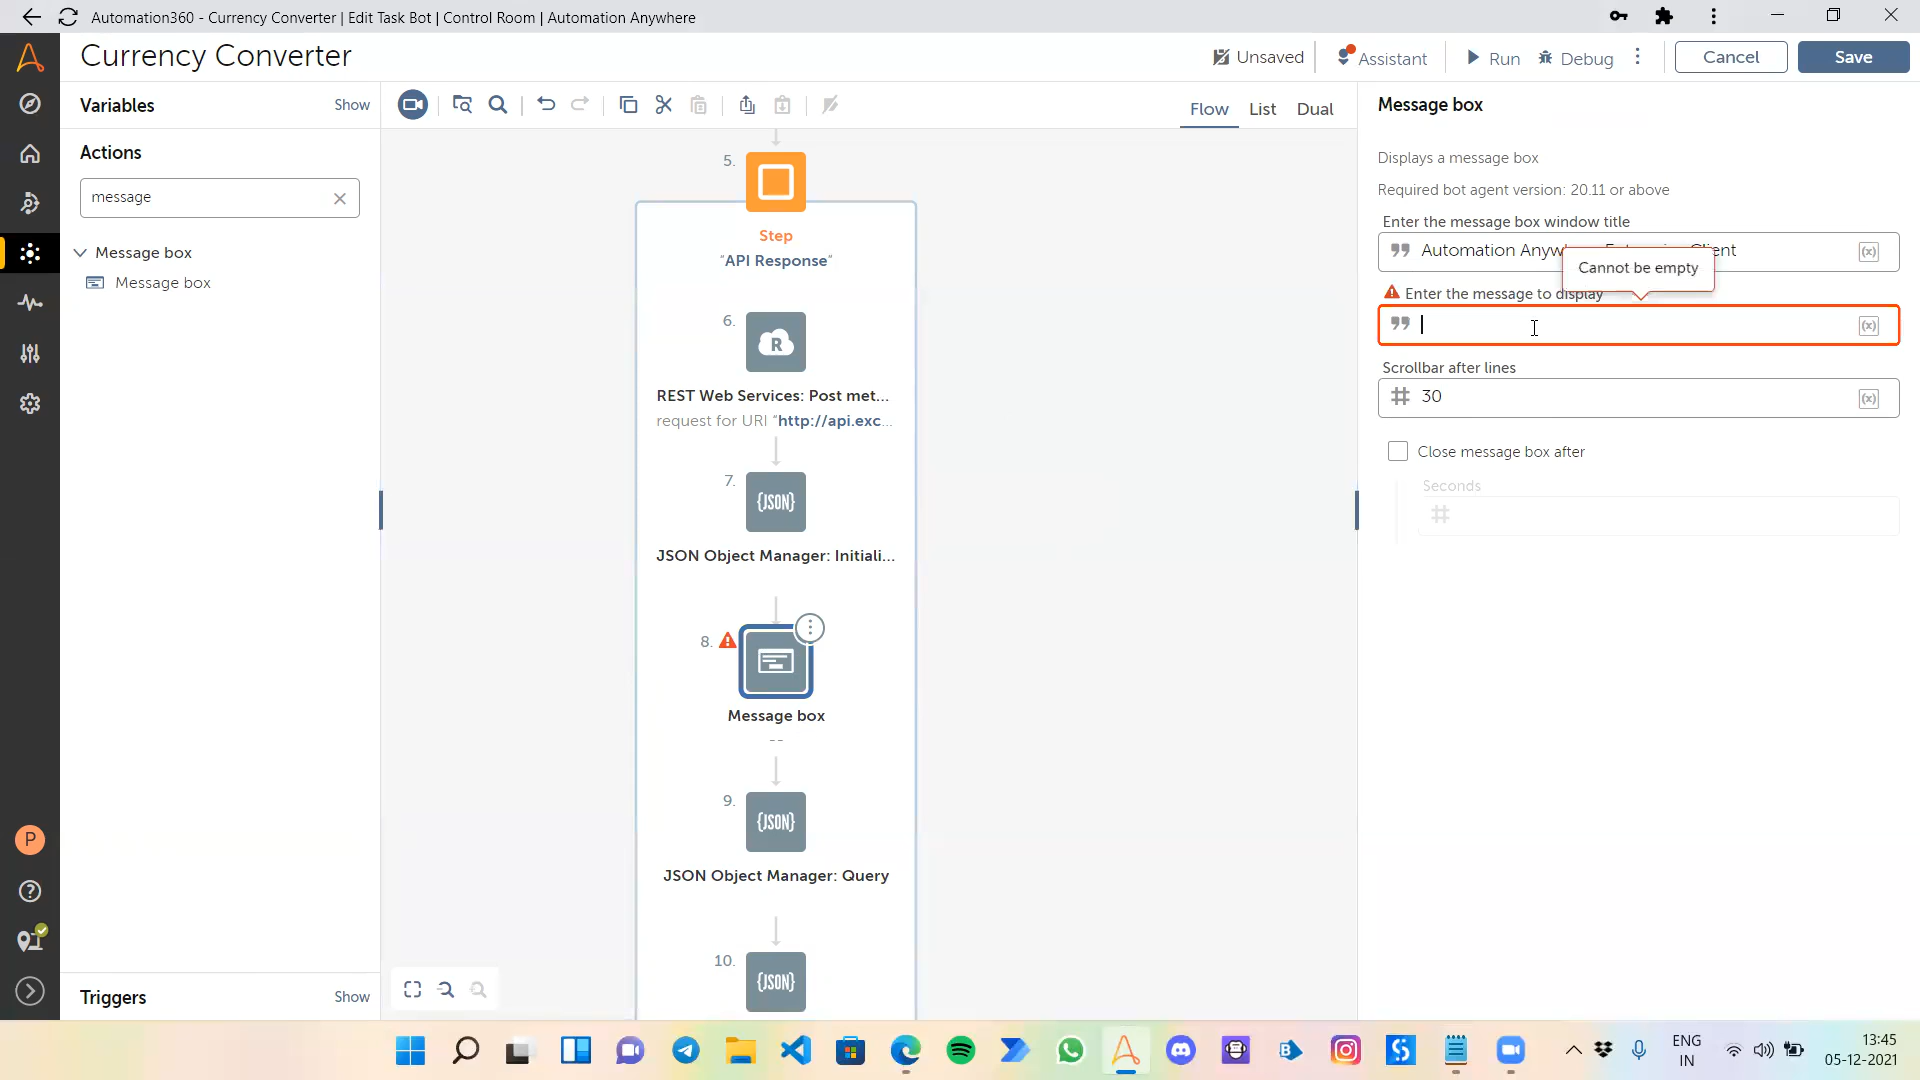 Automation360 - Currency Converter | Edit Task Bot | Control Room | Automation Anywhere
Currency Converter
Unsaved
Assistant
Run
Debug
Cancel
Save
Variables
Show
Flow
List
Dual
Actions
message
Message box
Message box
5.
Step
"API Response"
6.
REST Web Services: Post met...
request for URI "http://api.exc...
7.
{JSON}
JSON Object Manager: Initiali...
8.
Message box
--
9.
{JSON}
JSON Object Manager: Query
10.
{JSON}
Message box
Displays a message box
Required bot agent version: 20.11 or above
Enter the message box window title
Cannot be empty
Enter the message to display
Scrollbar after lines
30
Close message box after
Seconds
P
Triggers
Show
ENG
IN
13:45
05-12-2021